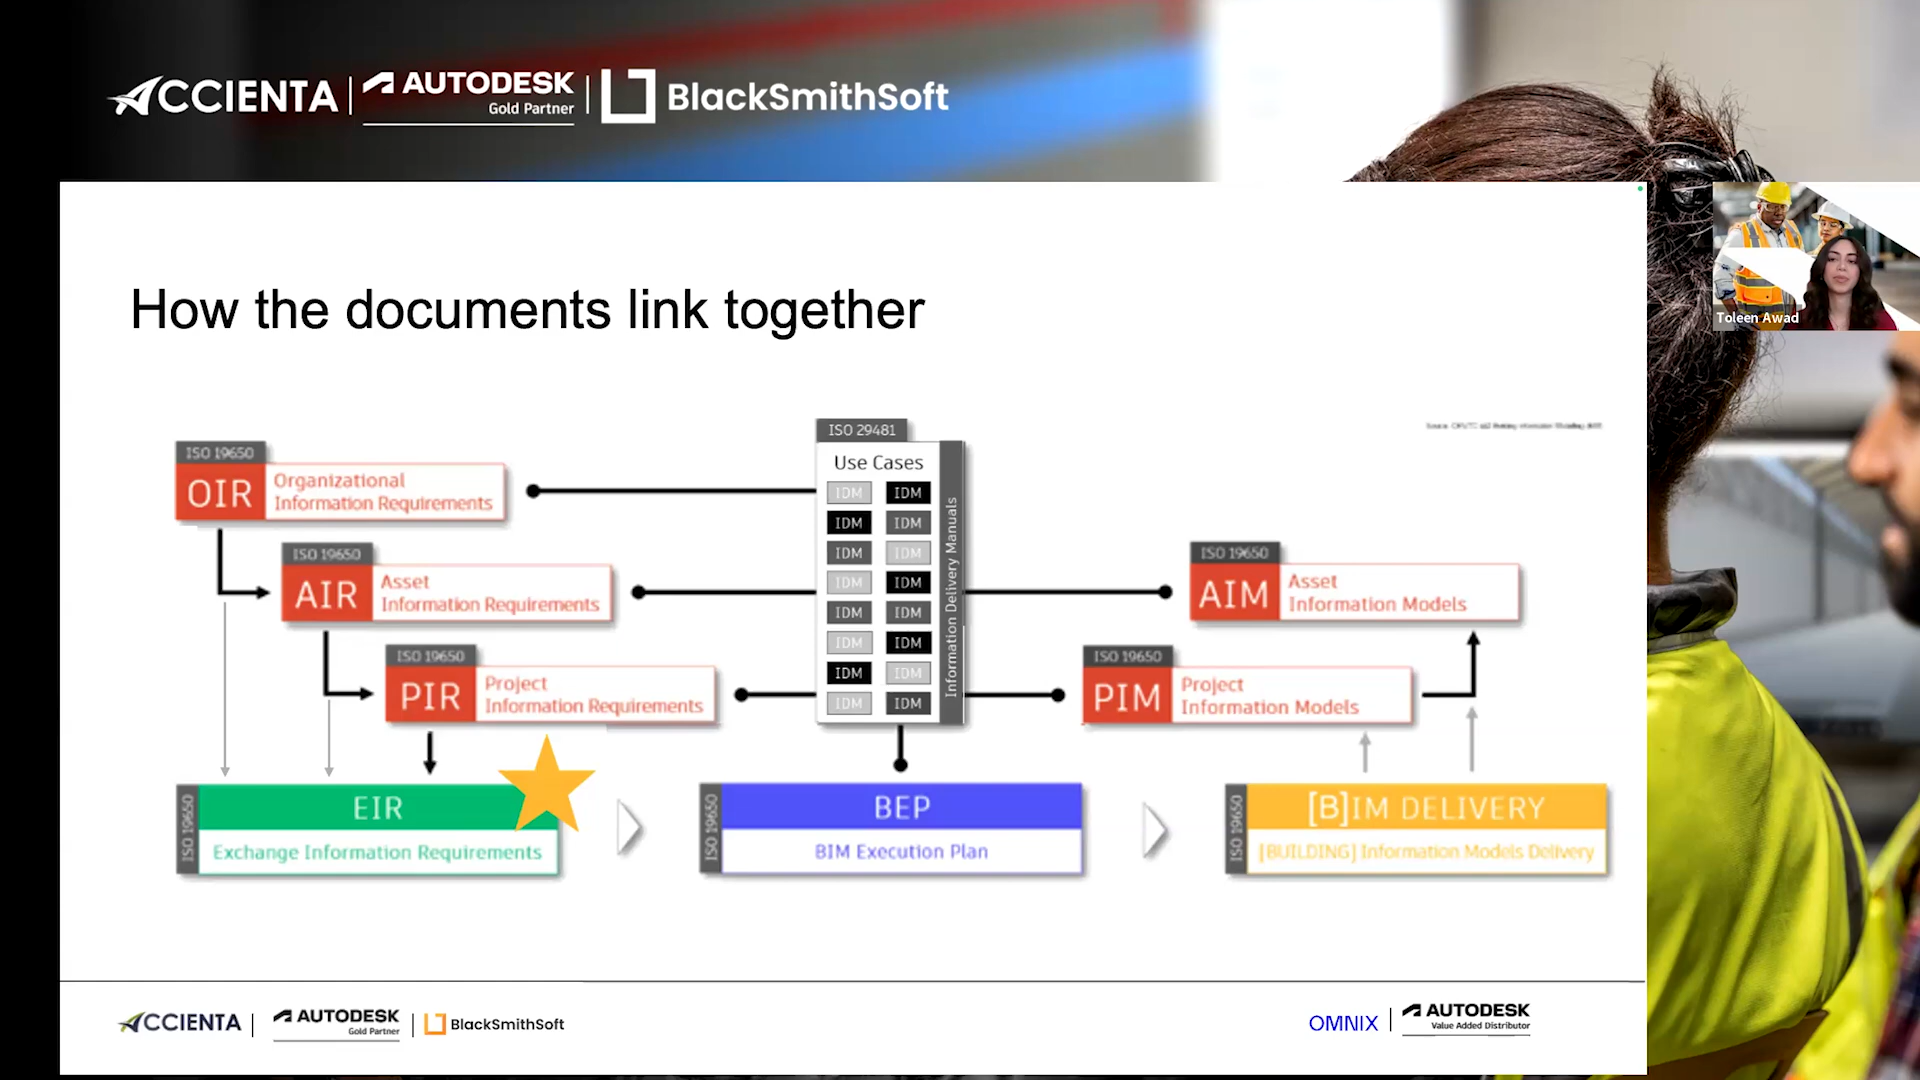 ACCIENTA | AUTODESK | BlackSmithSoft
Gold Partner
Toleen Awad
How the documents link together
ISO 19650
OIR
Organizational
Information Requirements
ISO 19650
AIR
Asset
Information Requirements
ISO 19650
PIR
Project
Information Requirements
ISO 29481
Use Cases
IDM IDM
IDM IDM
IDM IDM
IDM IDM
IDM IDM
IDM IDM
IDM IDM
IDM IDM
Information Delivery Manuals
ISO 19650
AIM
Asset
Information Models
ISO 19650
PIM
Project
Information Models
ISO 19650
EIR
Exchange Information Requirements
ISO 19650
BEP
BIM Execution Plan
ISO 19650
[B]IM DELIVERY
[BUILDING] Information Models Delivery
ACCIENTA | AUTODESK | BlackSmithSoft
Gold Partner
OMNIX | AUTODESK
Value Added Distributor